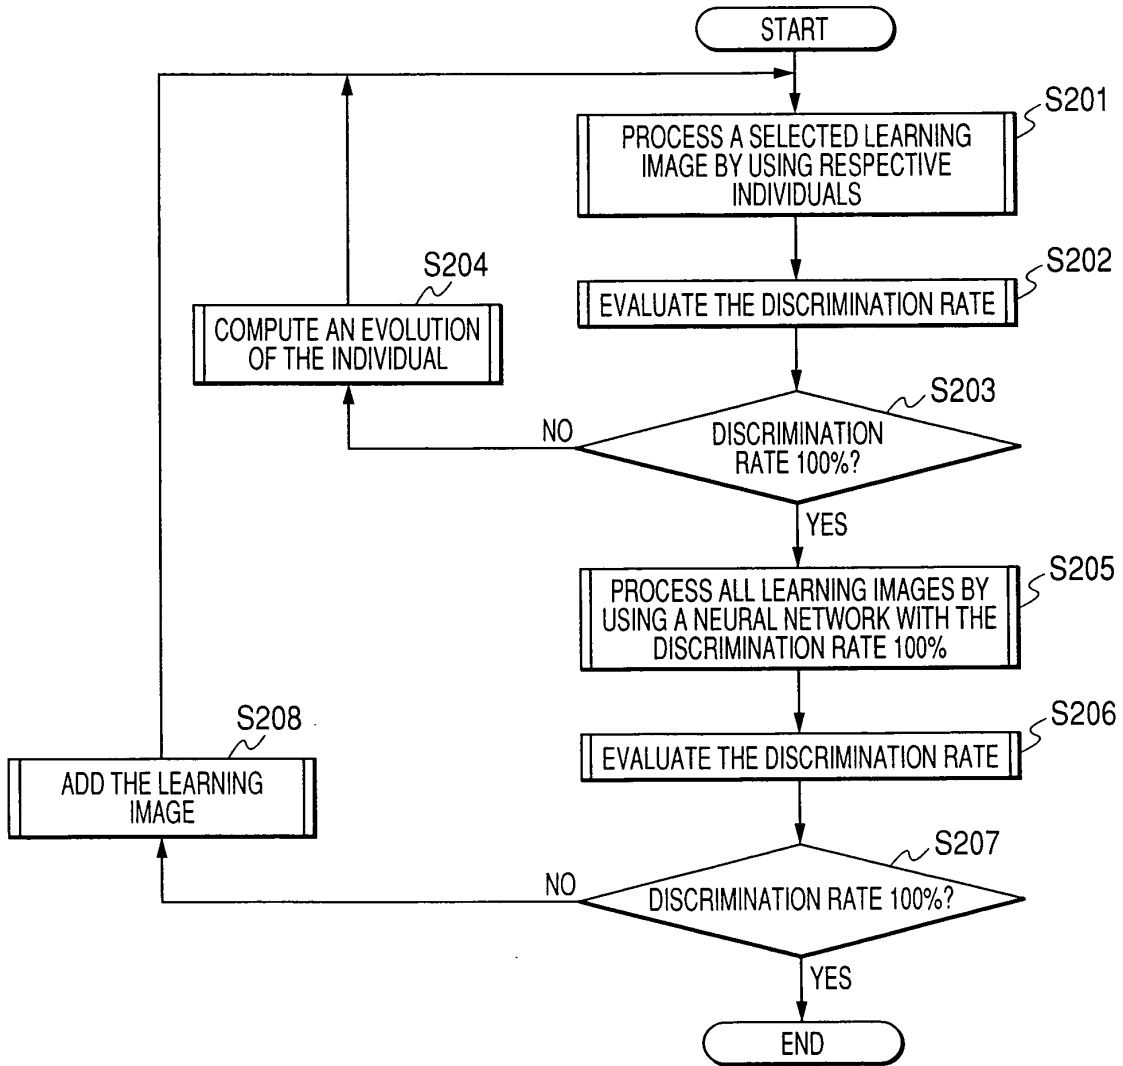 START
S201
PROCESS A SELECTED LEARNING
IMAGE BY USING RESPECTIVE
INDIVIDUALS
S202
EVALUATE THE DISCRIMINATION RATE
S204
COMPUTE AN EVOLUTION
OF THE INDIVIDUAL
S203
NO
DISCRIMINATION
RATE 100%?
YES
S205
PROCESS ALL LEARNING IMAGES BY
USING A NEURAL NETWORK WITH THE
DISCRIMINATION RATE 100%
S206
EVALUATE THE DISCRIMINATION RATE
S208
ADD THE LEARNING
IMAGE
S207
NO
DISCRIMINATION RATE 100%?
YES
END